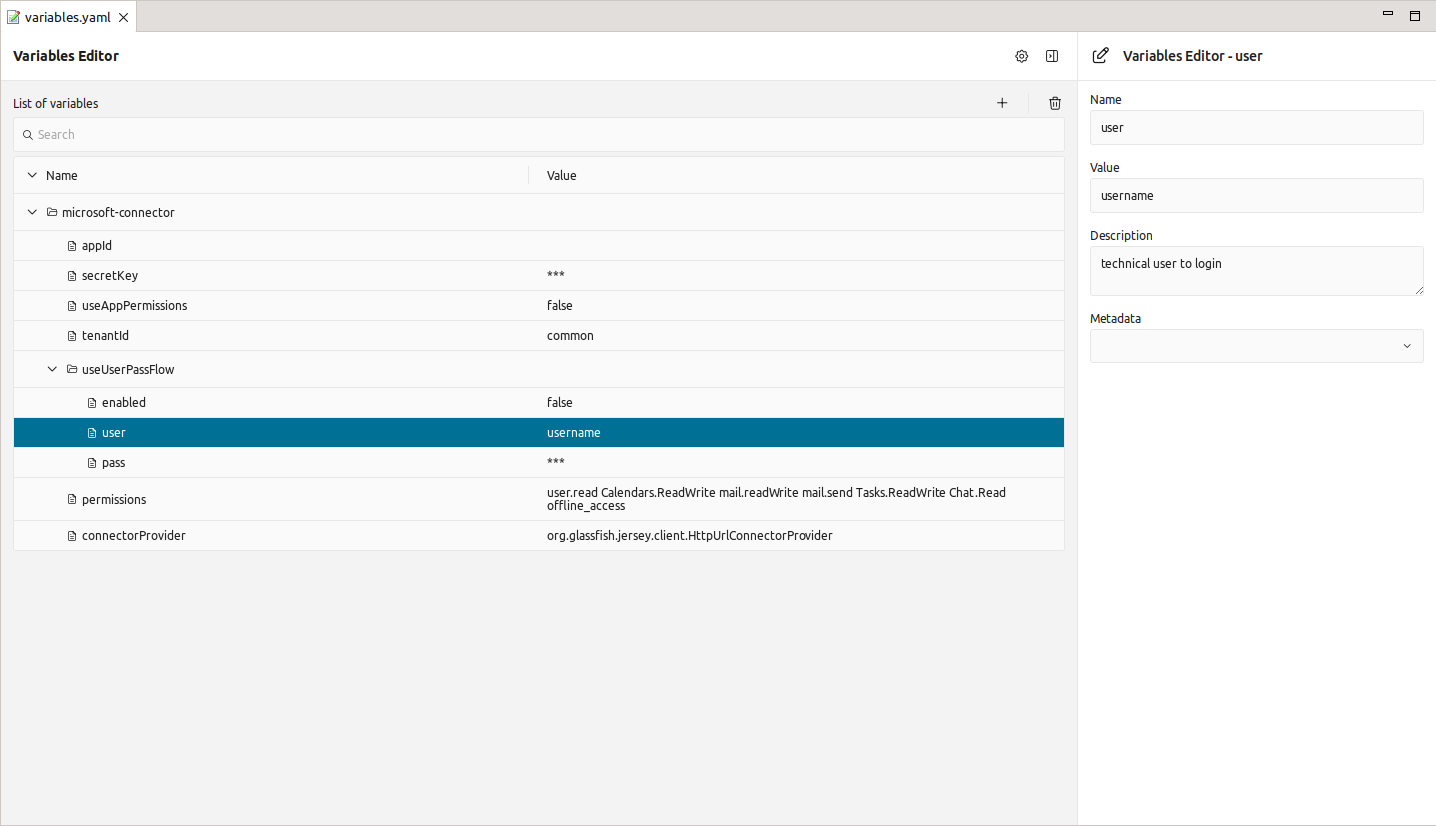 variables.yaml
Variables Editor
List of variables
Search
Name Value
microsoft-connector
appId
secretKey ***
useAppPermissions false
tenantId common
useUserPassFlow
enabled false
user username
pass ***
permissions user.read Calendars.ReadWrite mail.readWrite mail.send Tasks.ReadWrite Chat.Read
offline_access
connectorProvider org.glassfish.jersey.client.HttpUrlConnectorProvider
Variables Editor - user
Name
user
Value
username
Description
technical user to login
Metadata